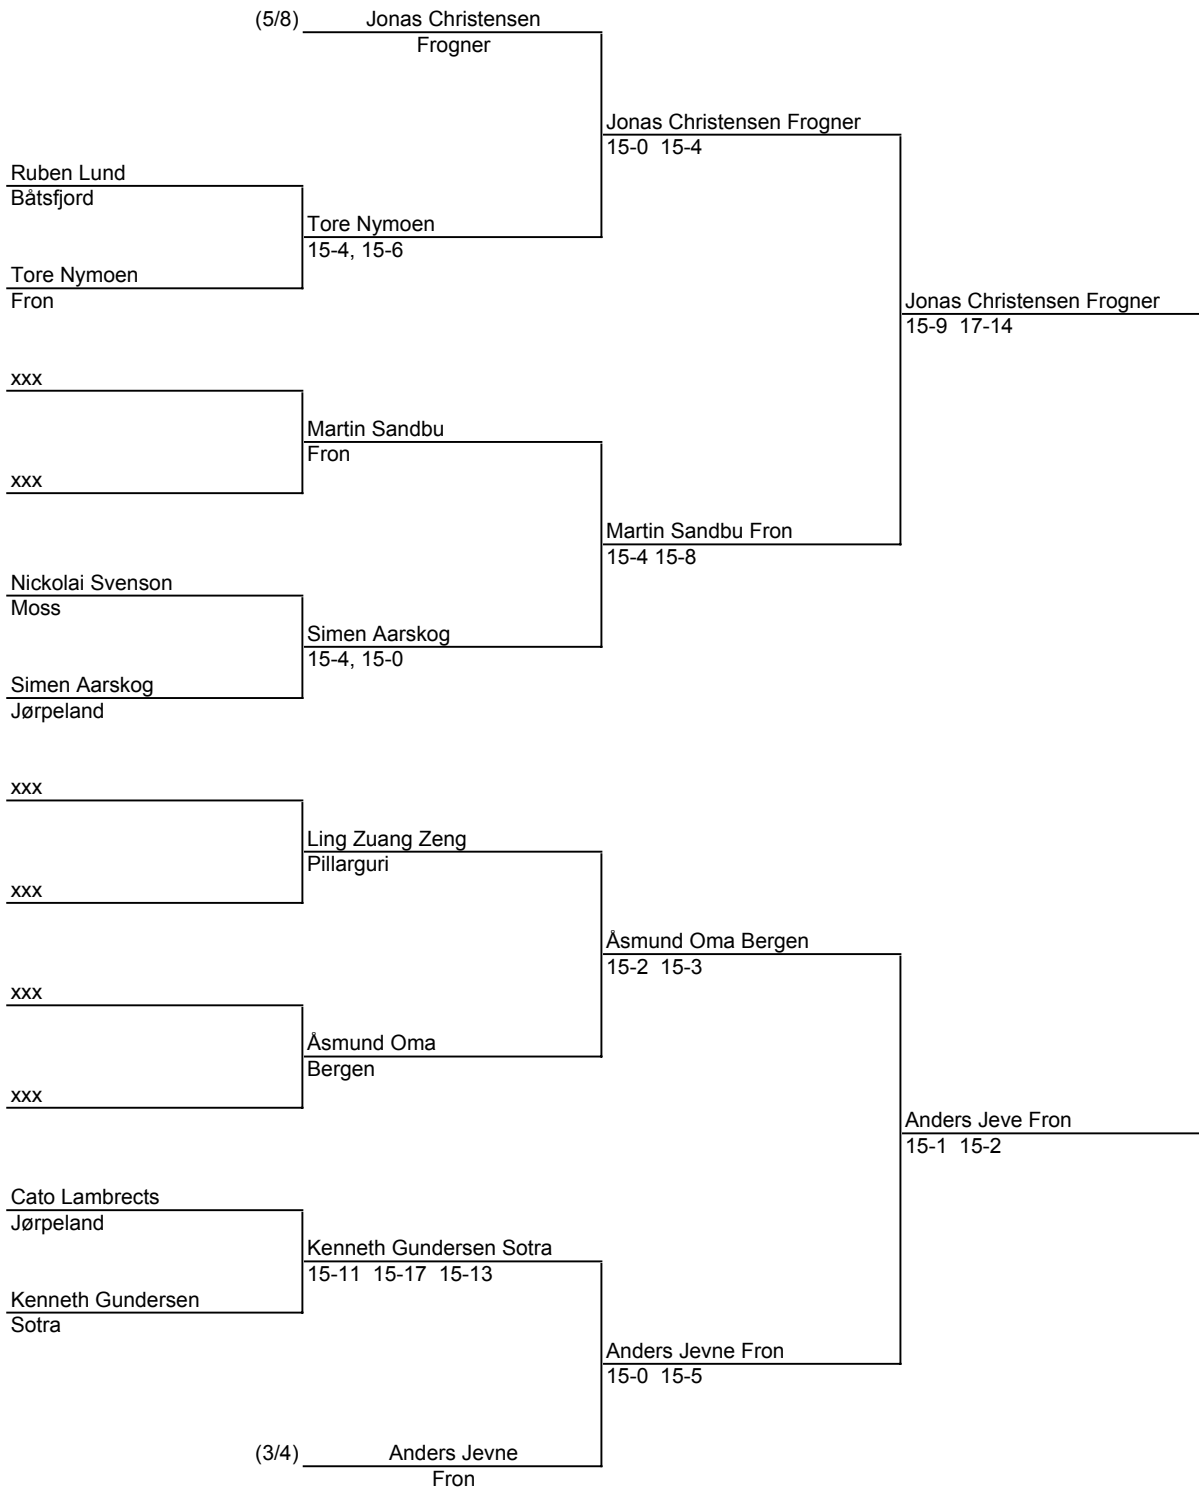 (5/8) Jonas Christensen
Frogner
Jonas Christensen Frogner
15-0 15-4
Ruben Lund
Båtsfjord
Tore Nymoen
15-4, 15-6
Tore Nymoen
Fron
Jonas Christensen Frogner
15-9 17-14
xxx
Martin Sandbu
Fron
xxx
Martin Sandbu Fron
15-4 15-8
Nickolai Svenson
Moss
Simen Aarskog
15-4, 15-0
Simen Aarskog
Jørpeland
xxx
Ling Zuang Zeng
Pillarguri
xxx
Åsmund Oma Bergen
15-2 15-3
xxx
Åsmund Oma
Bergen
xxx
Anders Jeve Fron
15-1 15-2
Cato Lambrects
Jørpeland
Kenneth Gundersen Sotra
15-11 15-17 15-13
Kenneth Gundersen
Sotra
Anders Jevne Fron
15-0 15-5
(3/4) Anders Jevne
Fron